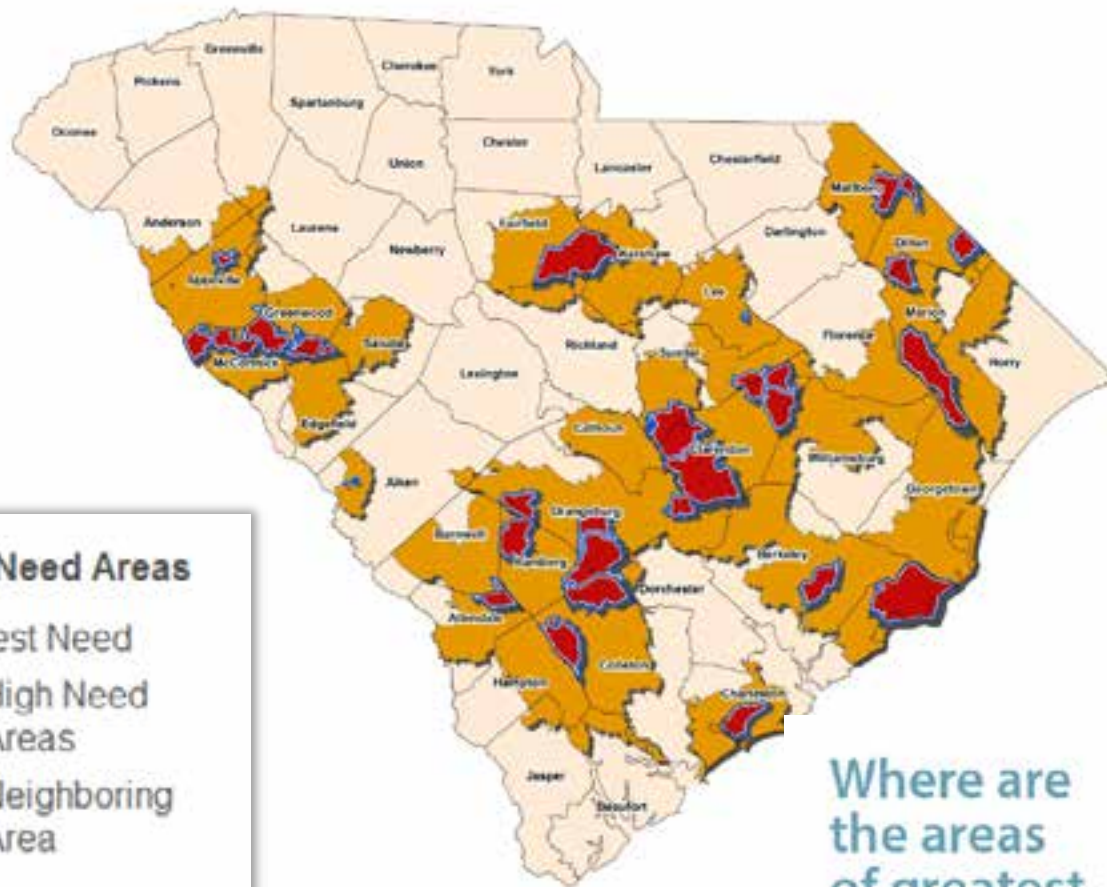 Greenville
Pickens
Cherokee
York
Spartanburg
Oconee
Union
Chester
Lancaster
Chesterfield
Marlboro
Anderson
Laurens
Fairfield
Newberry
Kershaw
Darlington
Dillon
Abbeville
Lee
Marion
Greenwood
Saluda
Richland
Sumter
Florence
Horry
McCormick
Lexington
Edgefield
Calhoun
Clarendon
Williamsburg
Aiken
Georgetown
Orangeburg
Barnwell
Bamberg
Berkeley
Dorchester
Allendale
Colleton
Hampton
Charleston
Jasper
Beaufort
Need Areas
est Need
High Need
Areas
Neighboring
Area
Where are
the areas
of greatest